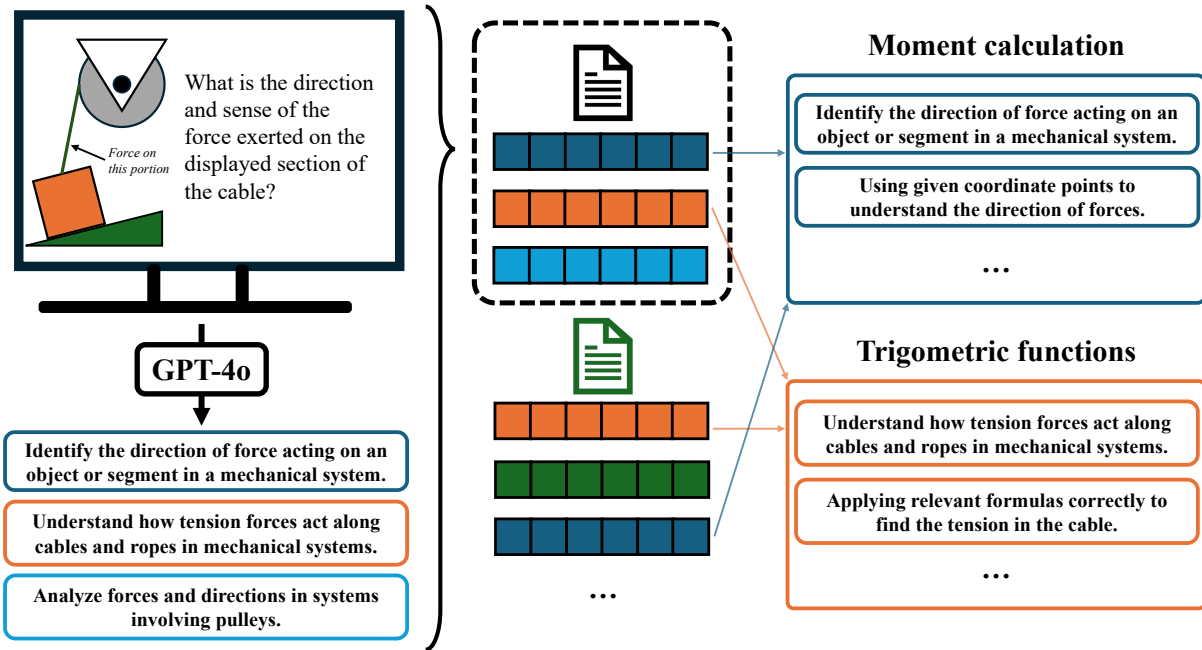 What is the direction
and sense of the
force exerted on the
displayed section of
the cable?
Force on
this portion
GPT-4o
Identify the direction of force acting on an
object or segment in a mechanical system.
Understand how tension forces act along
cables and ropes in mechanical systems.
Analyze forces and directions in systems
involving pulleys.
...
Moment calculation
Identify the direction of force acting on an
object or segment in a mechanical system.
Using given coordinate points to
understand the direction of forces.
...
Trigometric functions
Understand how tension forces act along
cables and ropes in mechanical systems.
Applying relevant formulas correctly to
find the tension in the cable.
...